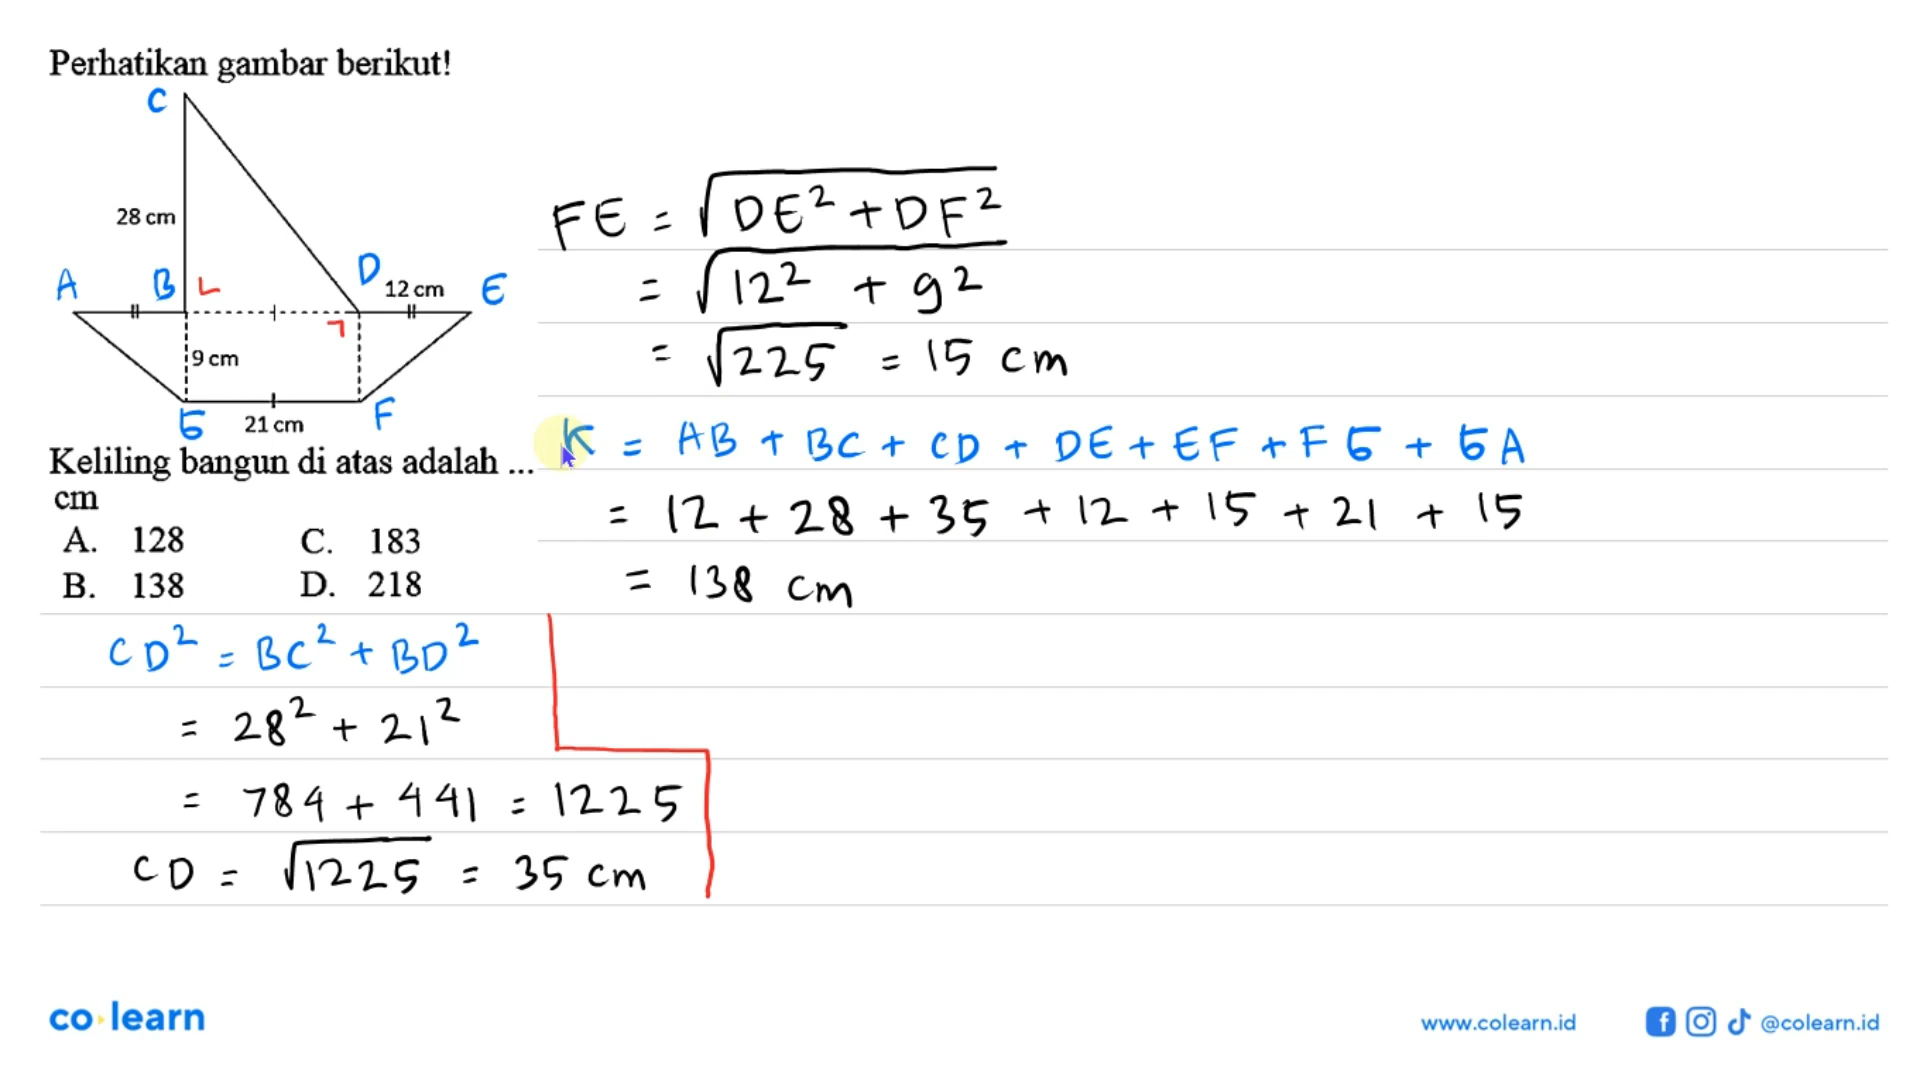 Perhatikan gambar berikut!
C
28 cm
A B D 12 cm E
9 cm
G 21 cm F
Keliling bangun di atas adalah ...
cm
A. 128 C. 183
B. 138 D. 218
CD² = BC² + BD²
= 28² + 21²
= 784 + 441 = 1225
CD = √1225 = 35 cm
FE = √DE² + DF²
= √12² + 9²
= √225 = 15 cm
K = AB + BC + CD + DE + EF + FG + GA
= 12 + 28 + 35 + 12 + 15 + 21 + 15
= 138 cm
co learn
www.colearn.id @colearn.id